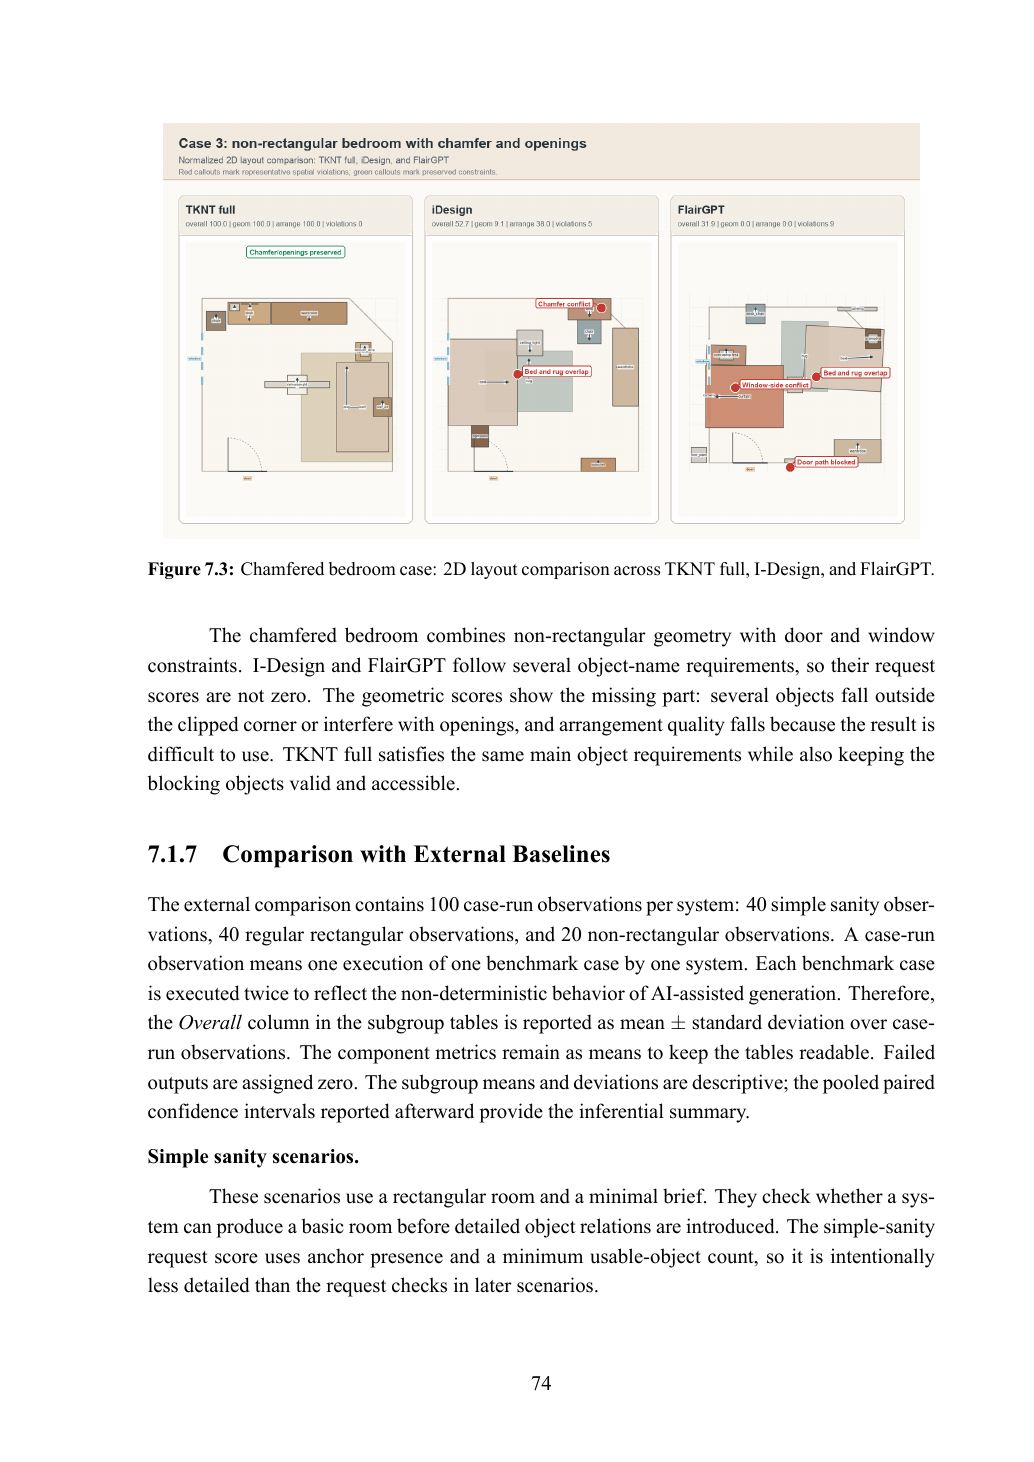 Case 3: non-rectangular bedroom with chamfer and openings
Normalized 2D layout comparison: TKNT full, iDesign, and FlairGPT
Red callouts mark representative spatial violations, green callouts mark preserved constraints.
TKNT full
overall 100.0 | geom 100.0 | arrange 100.0 | violations 0
Chamfer/openings preserved
iDesign
overall 52.7 | geom 9.1 | arrange 38.0 | violations 5
Chamfer conflict
ceiling light
Bed and rug overlap
FlairGPT
overall 31.9 | geom 0.0 | arrange 0.0 | violations 9
Bed and rug overlap
Window-side conflict
Door path blocked
Figure 7.3: Chamfered bedroom case: 2D layout comparison across TKNT full, I-Design, and FlairGPT.
The chamfered bedroom combines non-rectangular geometry with door and window
constraints. I-Design and FlairGPT follow several object-name requirements, so their request
scores are not zero. The geometric scores show the missing part: several objects fall outside
the clipped corner or interfere with openings, and arrangement quality falls because the result is
difficult to use. TKNT full satisfies the same main object requirements while also keeping the
blocking objects valid and accessible.
7.1.7 Comparison with External Baselines
The external comparison contains 100 case-run observations per system: 40 simple sanity obser-
vations, 40 regular rectangular observations, and 20 non-rectangular observations. A case-run
observation means one execution of one benchmark case by one system. Each benchmark case
is executed twice to reflect the non-deterministic behavior of AI-assisted generation. Therefore,
the Overall column in the subgroup tables is reported as mean ± standard deviation over case-
run observations. The component metrics remain as means to keep the tables readable. Failed
outputs are assigned zero. The subgroup means and deviations are descriptive; the pooled paired
confidence intervals reported afterward provide the inferential summary.
Simple sanity scenarios.
These scenarios use a rectangular room and a minimal brief. They check whether a sys-
tem can produce a basic room before detailed object relations are introduced. The simple-sanity
request score uses anchor presence and a minimum usable-object count, so it is intentionally
less detailed than the request checks in later scenarios.
74